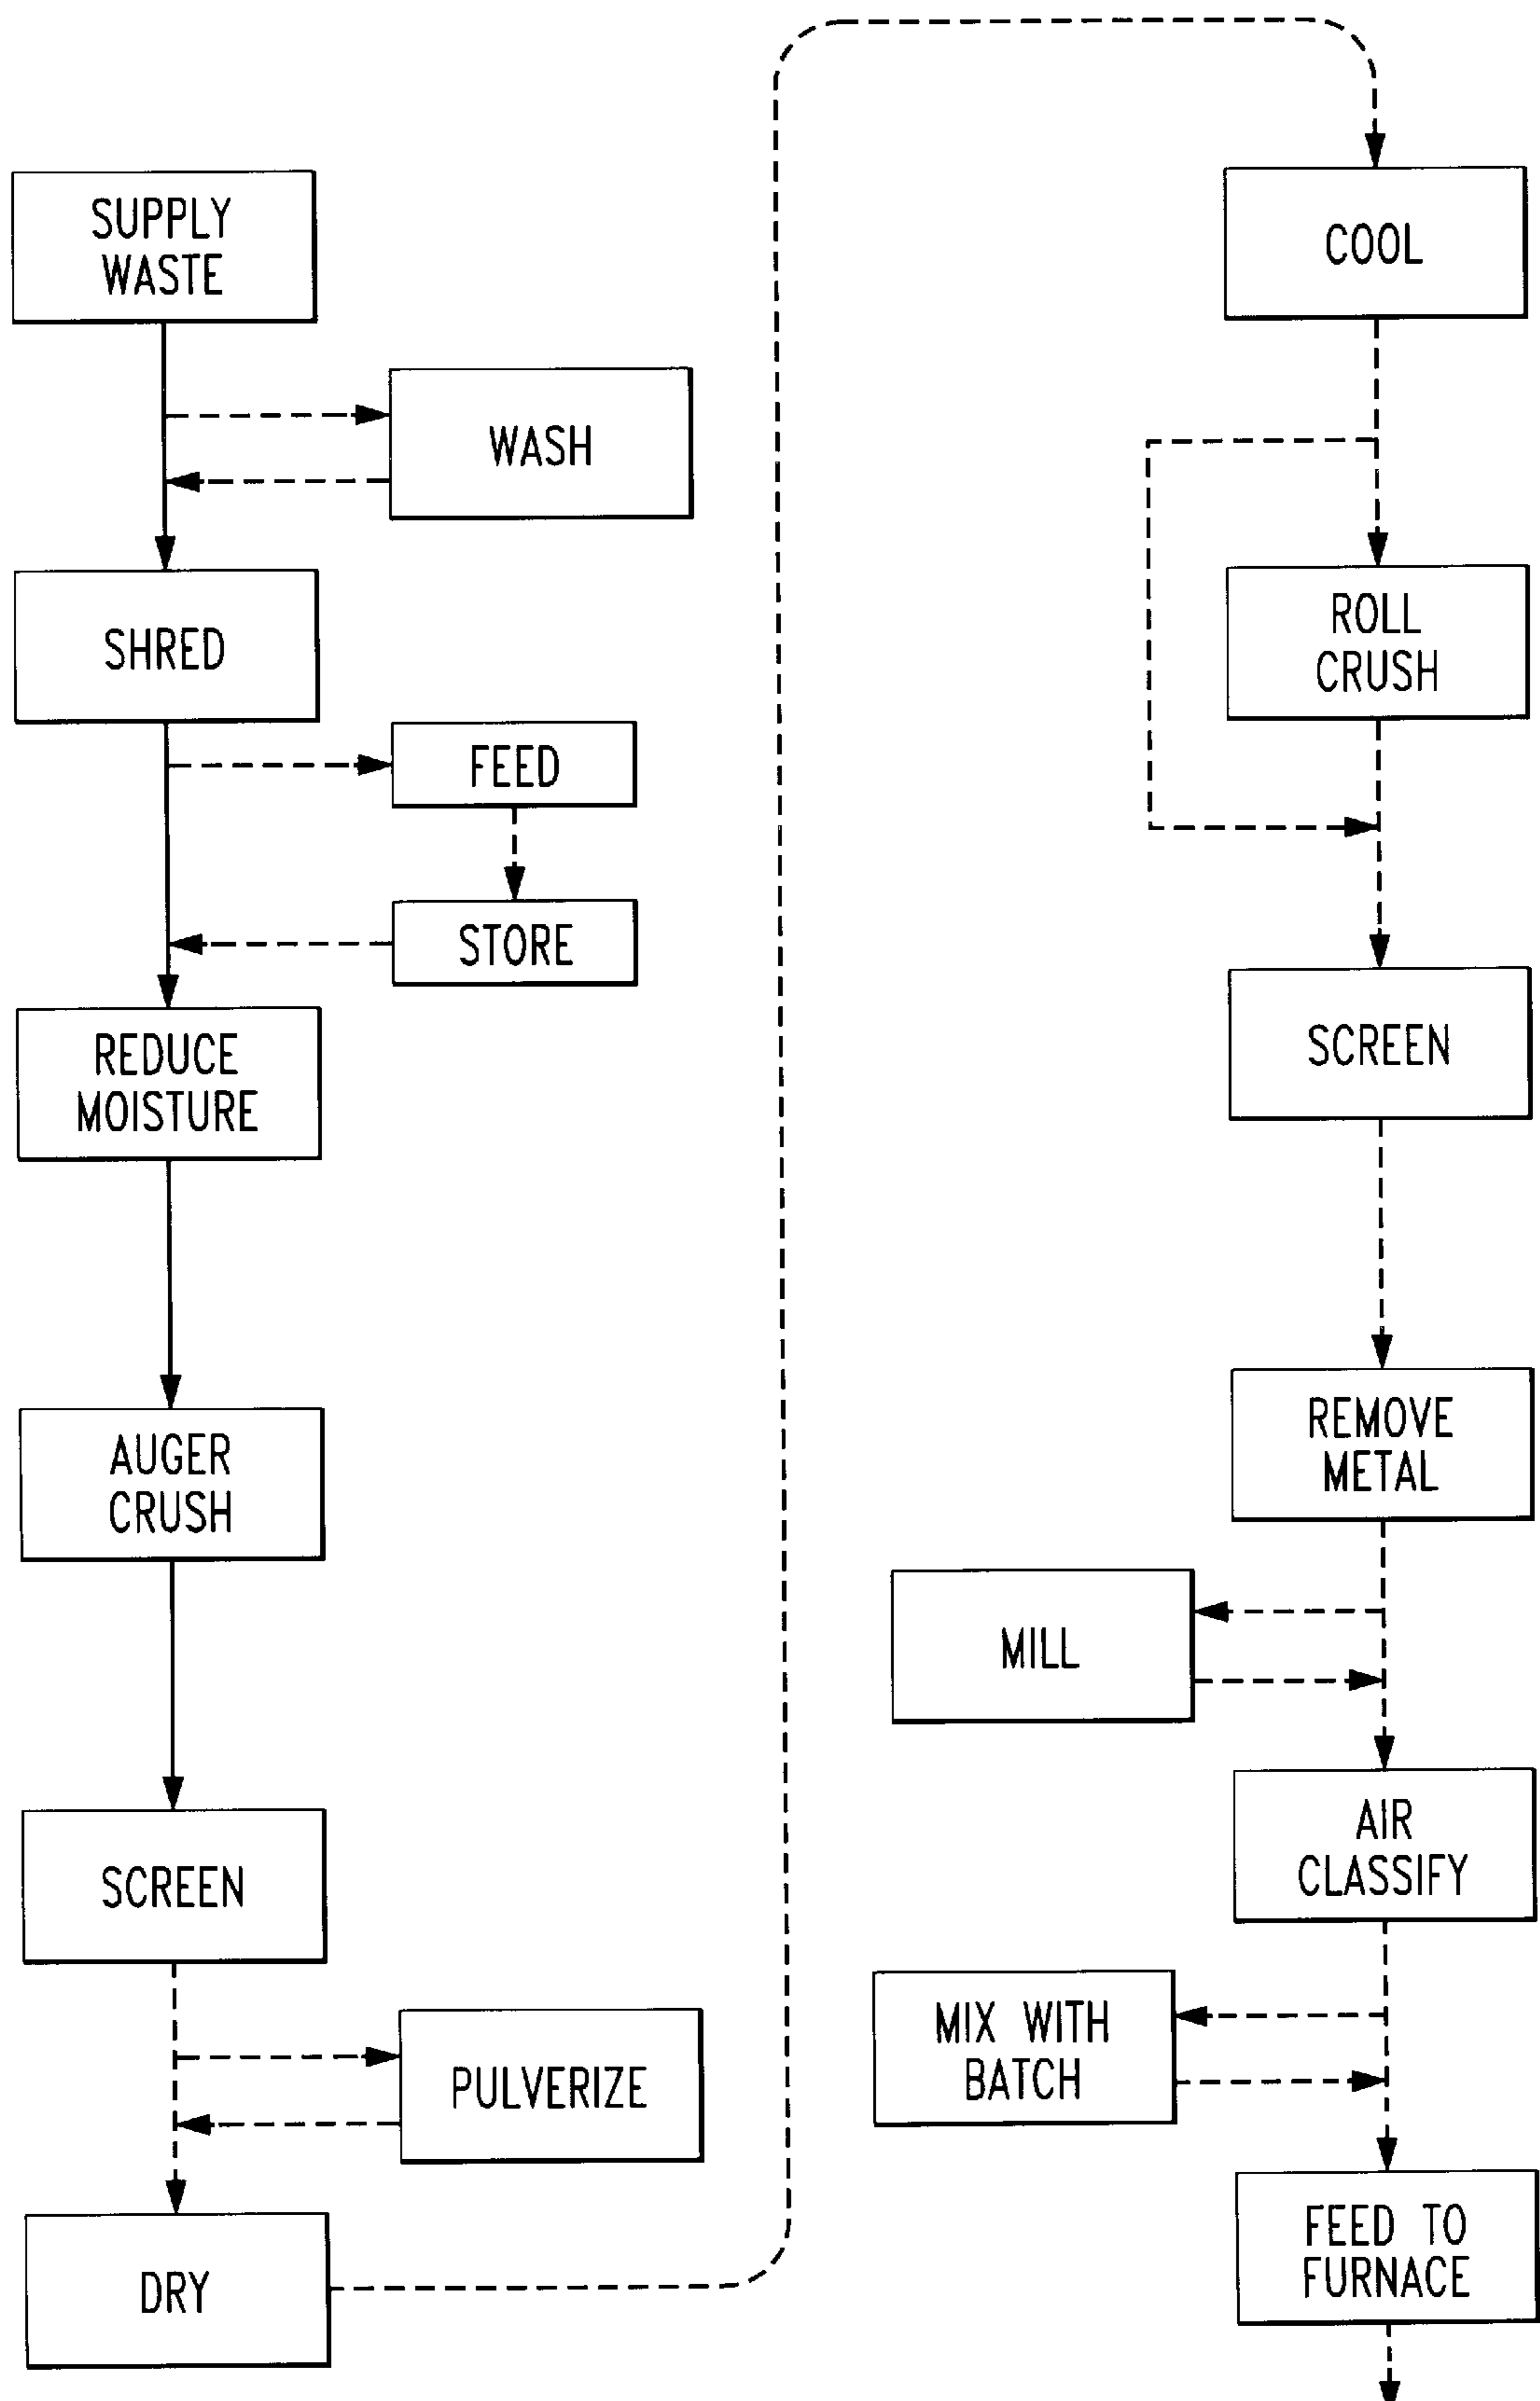 SUPPLY
WASTE
WASH
SHRED
FEED
STORE
REDUCE
MOISTURE
AUGER
CRUSH
SCREEN
PULVERIZE
DRY
COOL
ROLL
CRUSH
SCREEN
REMOVE
METAL
MILL
AIR
CLASSIFY
MIX WITH
BATCH
FEED TO
FURNACE